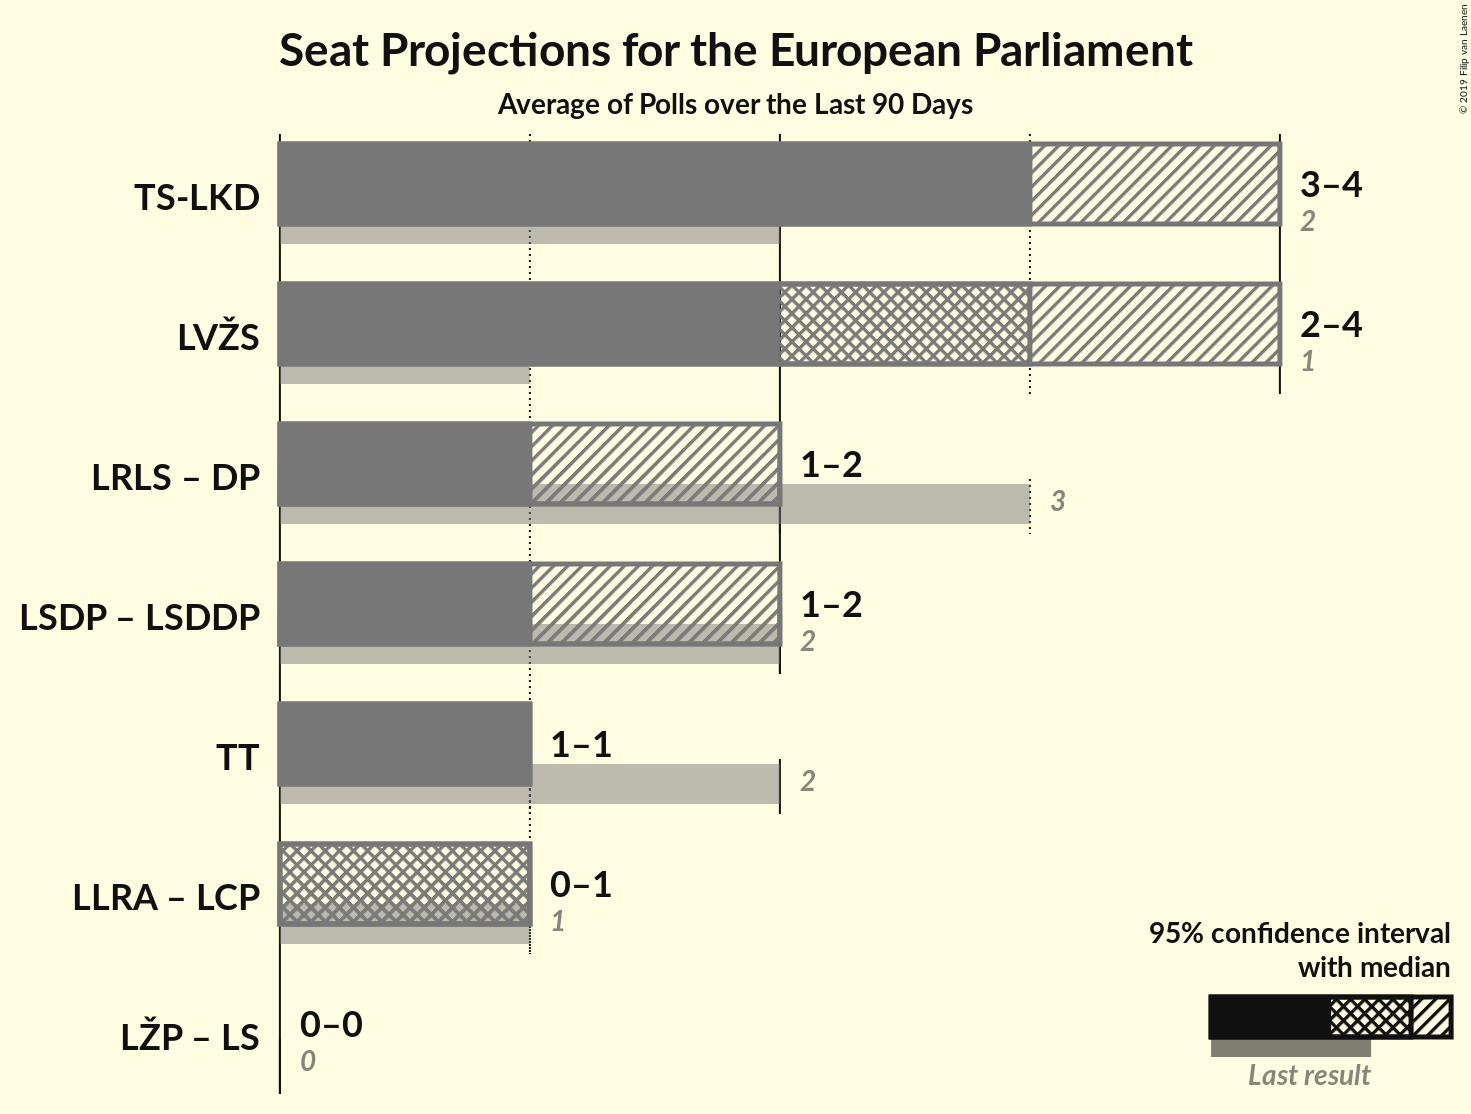 Seat Projections for the European Parliament
Average of Polls over the Last 90 Days
© 2019 Filip van Laenen
TS-LKD
3–4
2
LVŽS
2–4
1
LRLS – DP
1–2
3
LSDP – LSDDP
1–2
2
TT
1–1
2
LLRA – LCP
0–1
1
LŽP – LS
0–0
0
95% confidence interval
with median
Last result